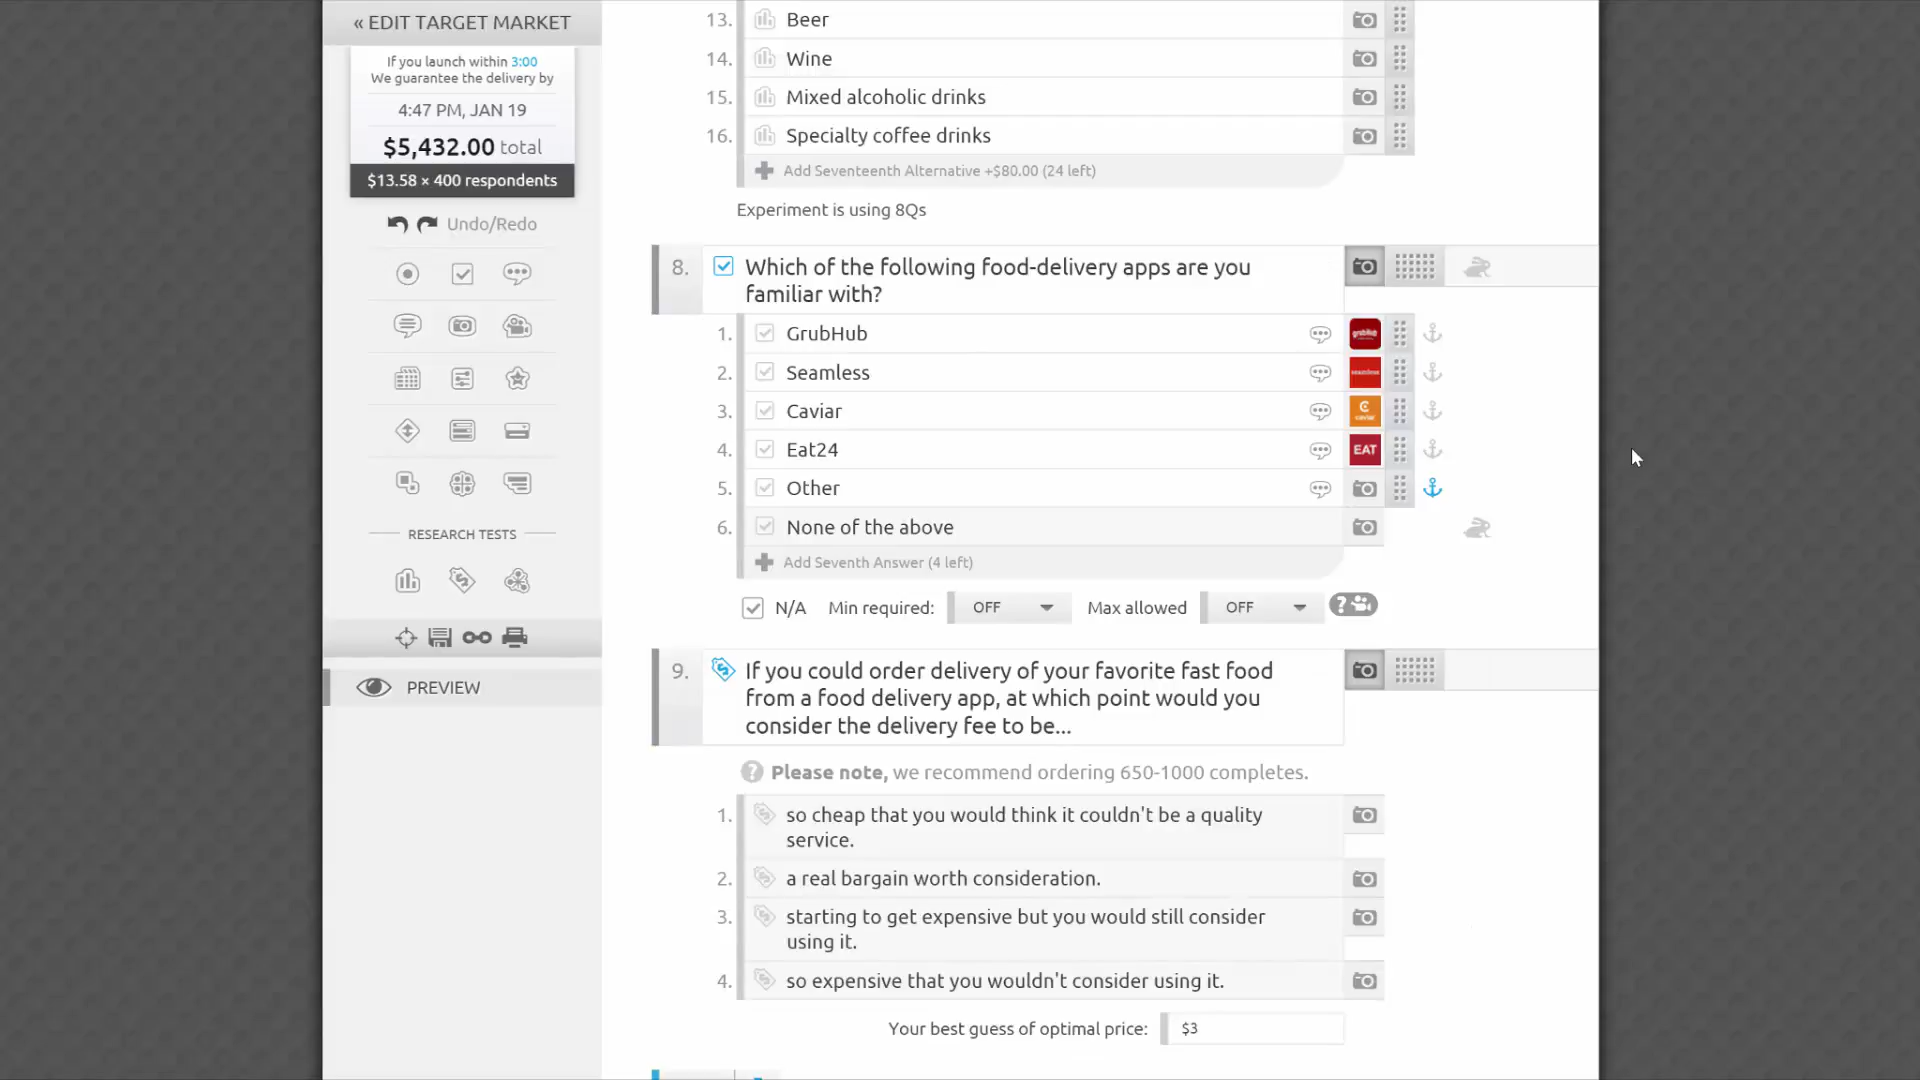 « EDIT TARGET MARKET
If you launch within 3:00
We guarantee the delivery by
4:47 PM, JAN 19
$5,432.00 total
$13.58 × 400 respondents
Undo/Redo
RESEARCH TESTS
PREVIEW
13. Beer
14. Wine
15. Mixed alcoholic drinks
16. Specialty coffee drinks
Add Seventeenth Alternative +$80.00 (24 left)
Experiment is using 8Qs
8. Which of the following food-delivery apps are you
familiar with?
1. GrubHub
2. Seamless
3. Caviar
caviar
4. Eat24
EAT
5. Other
6. None of the above
Add Seventh Answer (4 left)
N/A Min required: OFF Max allowed OFF ?
9. If you could order delivery of your favorite fast food
from a food delivery app, at which point would you
consider the delivery fee to be...
? Please note, we recommend ordering 650-1000 completes.
1. so cheap that you would think it couldn't be a quality
service.
2. a real bargain worth consideration.
3. starting to get expensive but you would still consider
using it.
4. so expensive that you wouldn't consider using it.
Your best guess of optimal price: $3